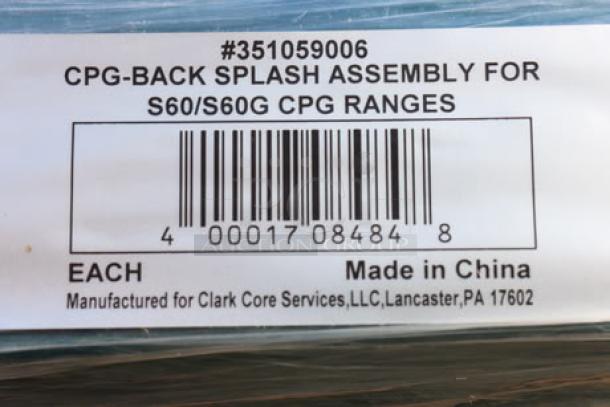 #351059006
CPG-BACK SPLASH ASSEMBLY FOR
S60/S60G CPG RANGES
4 00017 08484 8
EACH Made in China
Manufactured for Clark Core Services,LLC,Lancaster,PA 17602